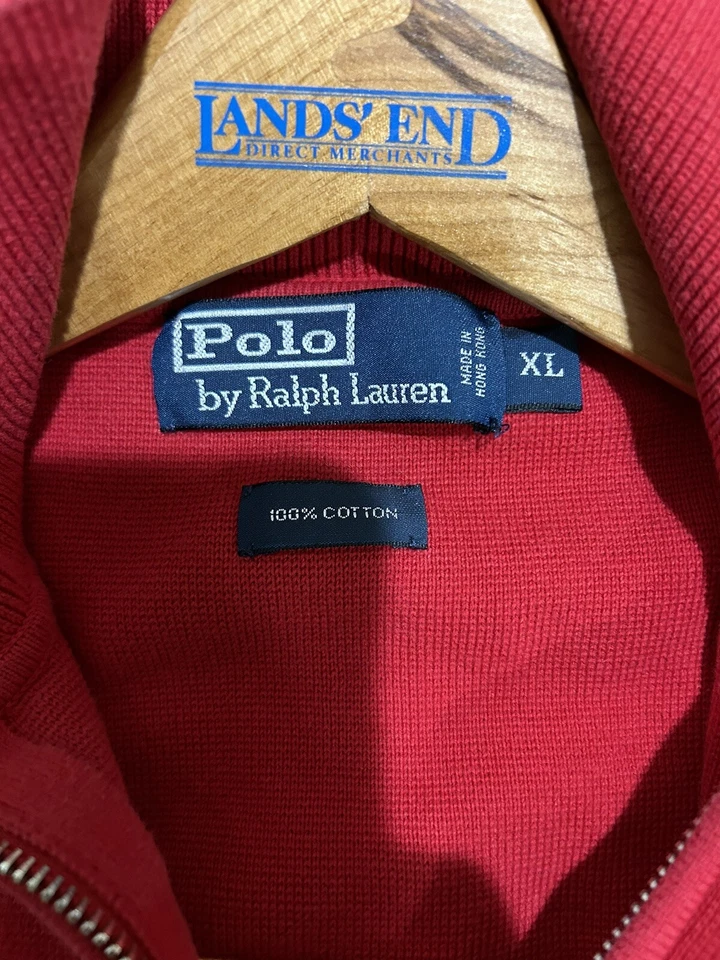 LANDS' END
DIRECT MERCHANTS
Polo
by Ralph Lauren
MADE IN
HONG KONG
XL
100% COTTON